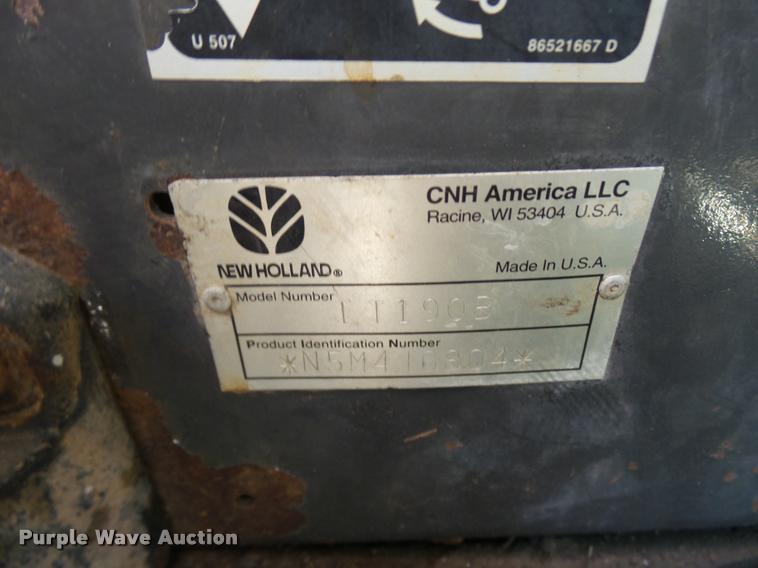 U 507
86521667 D
CNH America LLC
Racine, WI 53404 U.S.A.
NEW HOLLAND®
Made In U.S.A.
Model Number
LT190B
Product Identification Number
*N5M410304*
Purple Wave Auction